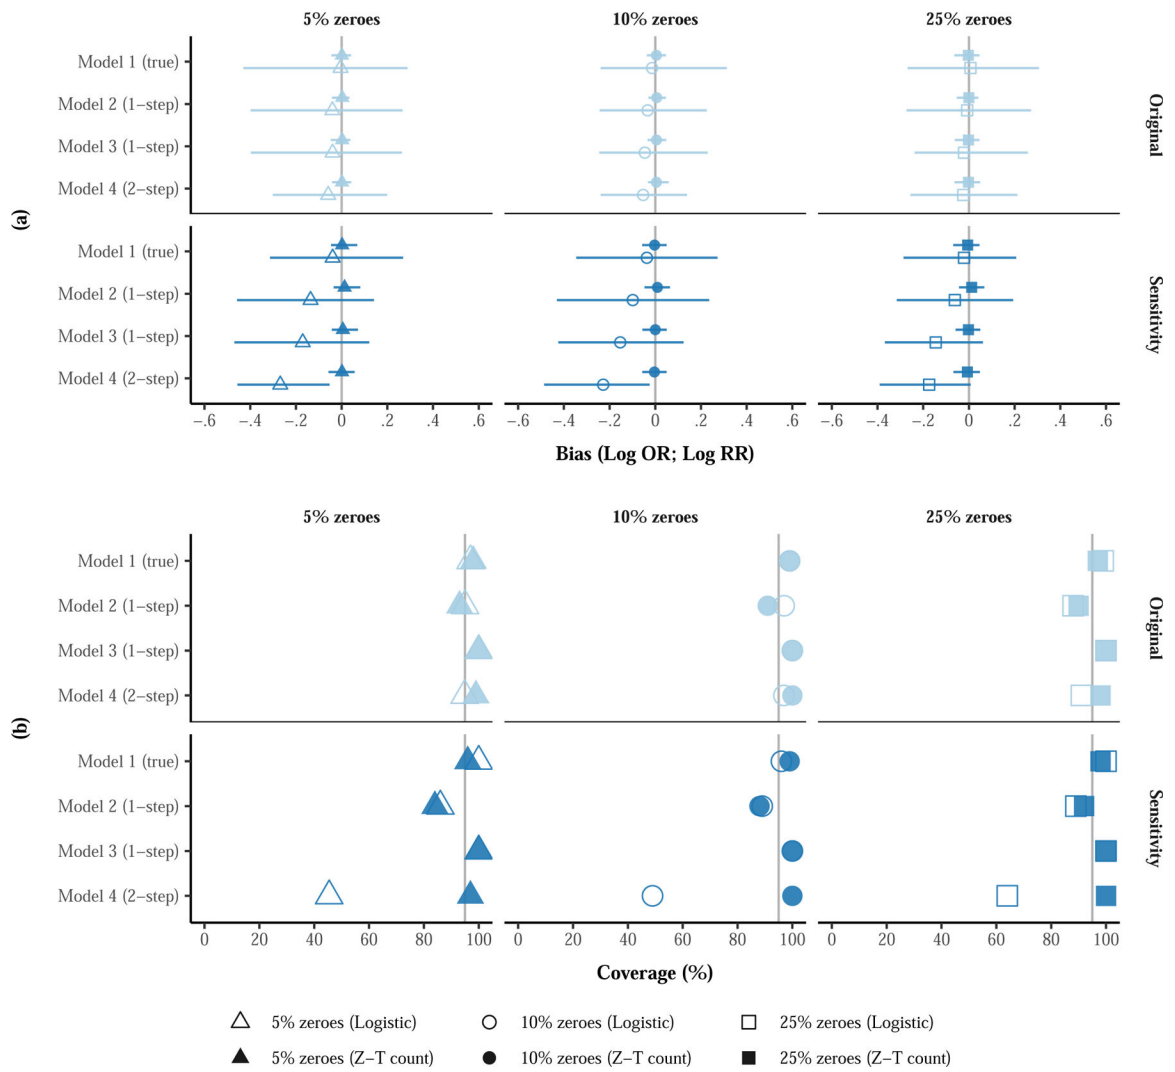 5% zeroes 10% zeroes 25% zeroes
(a)
Model 1 (true)
Model 2 (1–step)
Model 3 (1–step)
Model 4 (2–step)
Original
Model 1 (true)
Model 2 (1–step)
Model 3 (1–step)
Model 4 (2–step)
Sensitivity
–.6 –.4 –.2 0 .2 .4 .6 –.6 –.4 –.2 0 .2 .4 .6 –.6 –.4 –.2 0 .2 .4 .6
Bias (Log OR; Log RR)
5% zeroes 10% zeroes 25% zeroes
(b)
Model 1 (true)
Model 2 (1–step)
Model 3 (1–step)
Model 4 (2–step)
Original
Model 1 (true)
Model 2 (1–step)
Model 3 (1–step)
Model 4 (2–step)
Sensitivity
0 20 40 60 80 100 0 20 40 60 80 100 0 20 40 60 80 100
Coverage (%)
5% zeroes (Logistic) 10% zeroes (Logistic) 25% zeroes (Logistic)
5% zeroes (Z–T count) 10% zeroes (Z–T count) 25% zeroes (Z–T count)